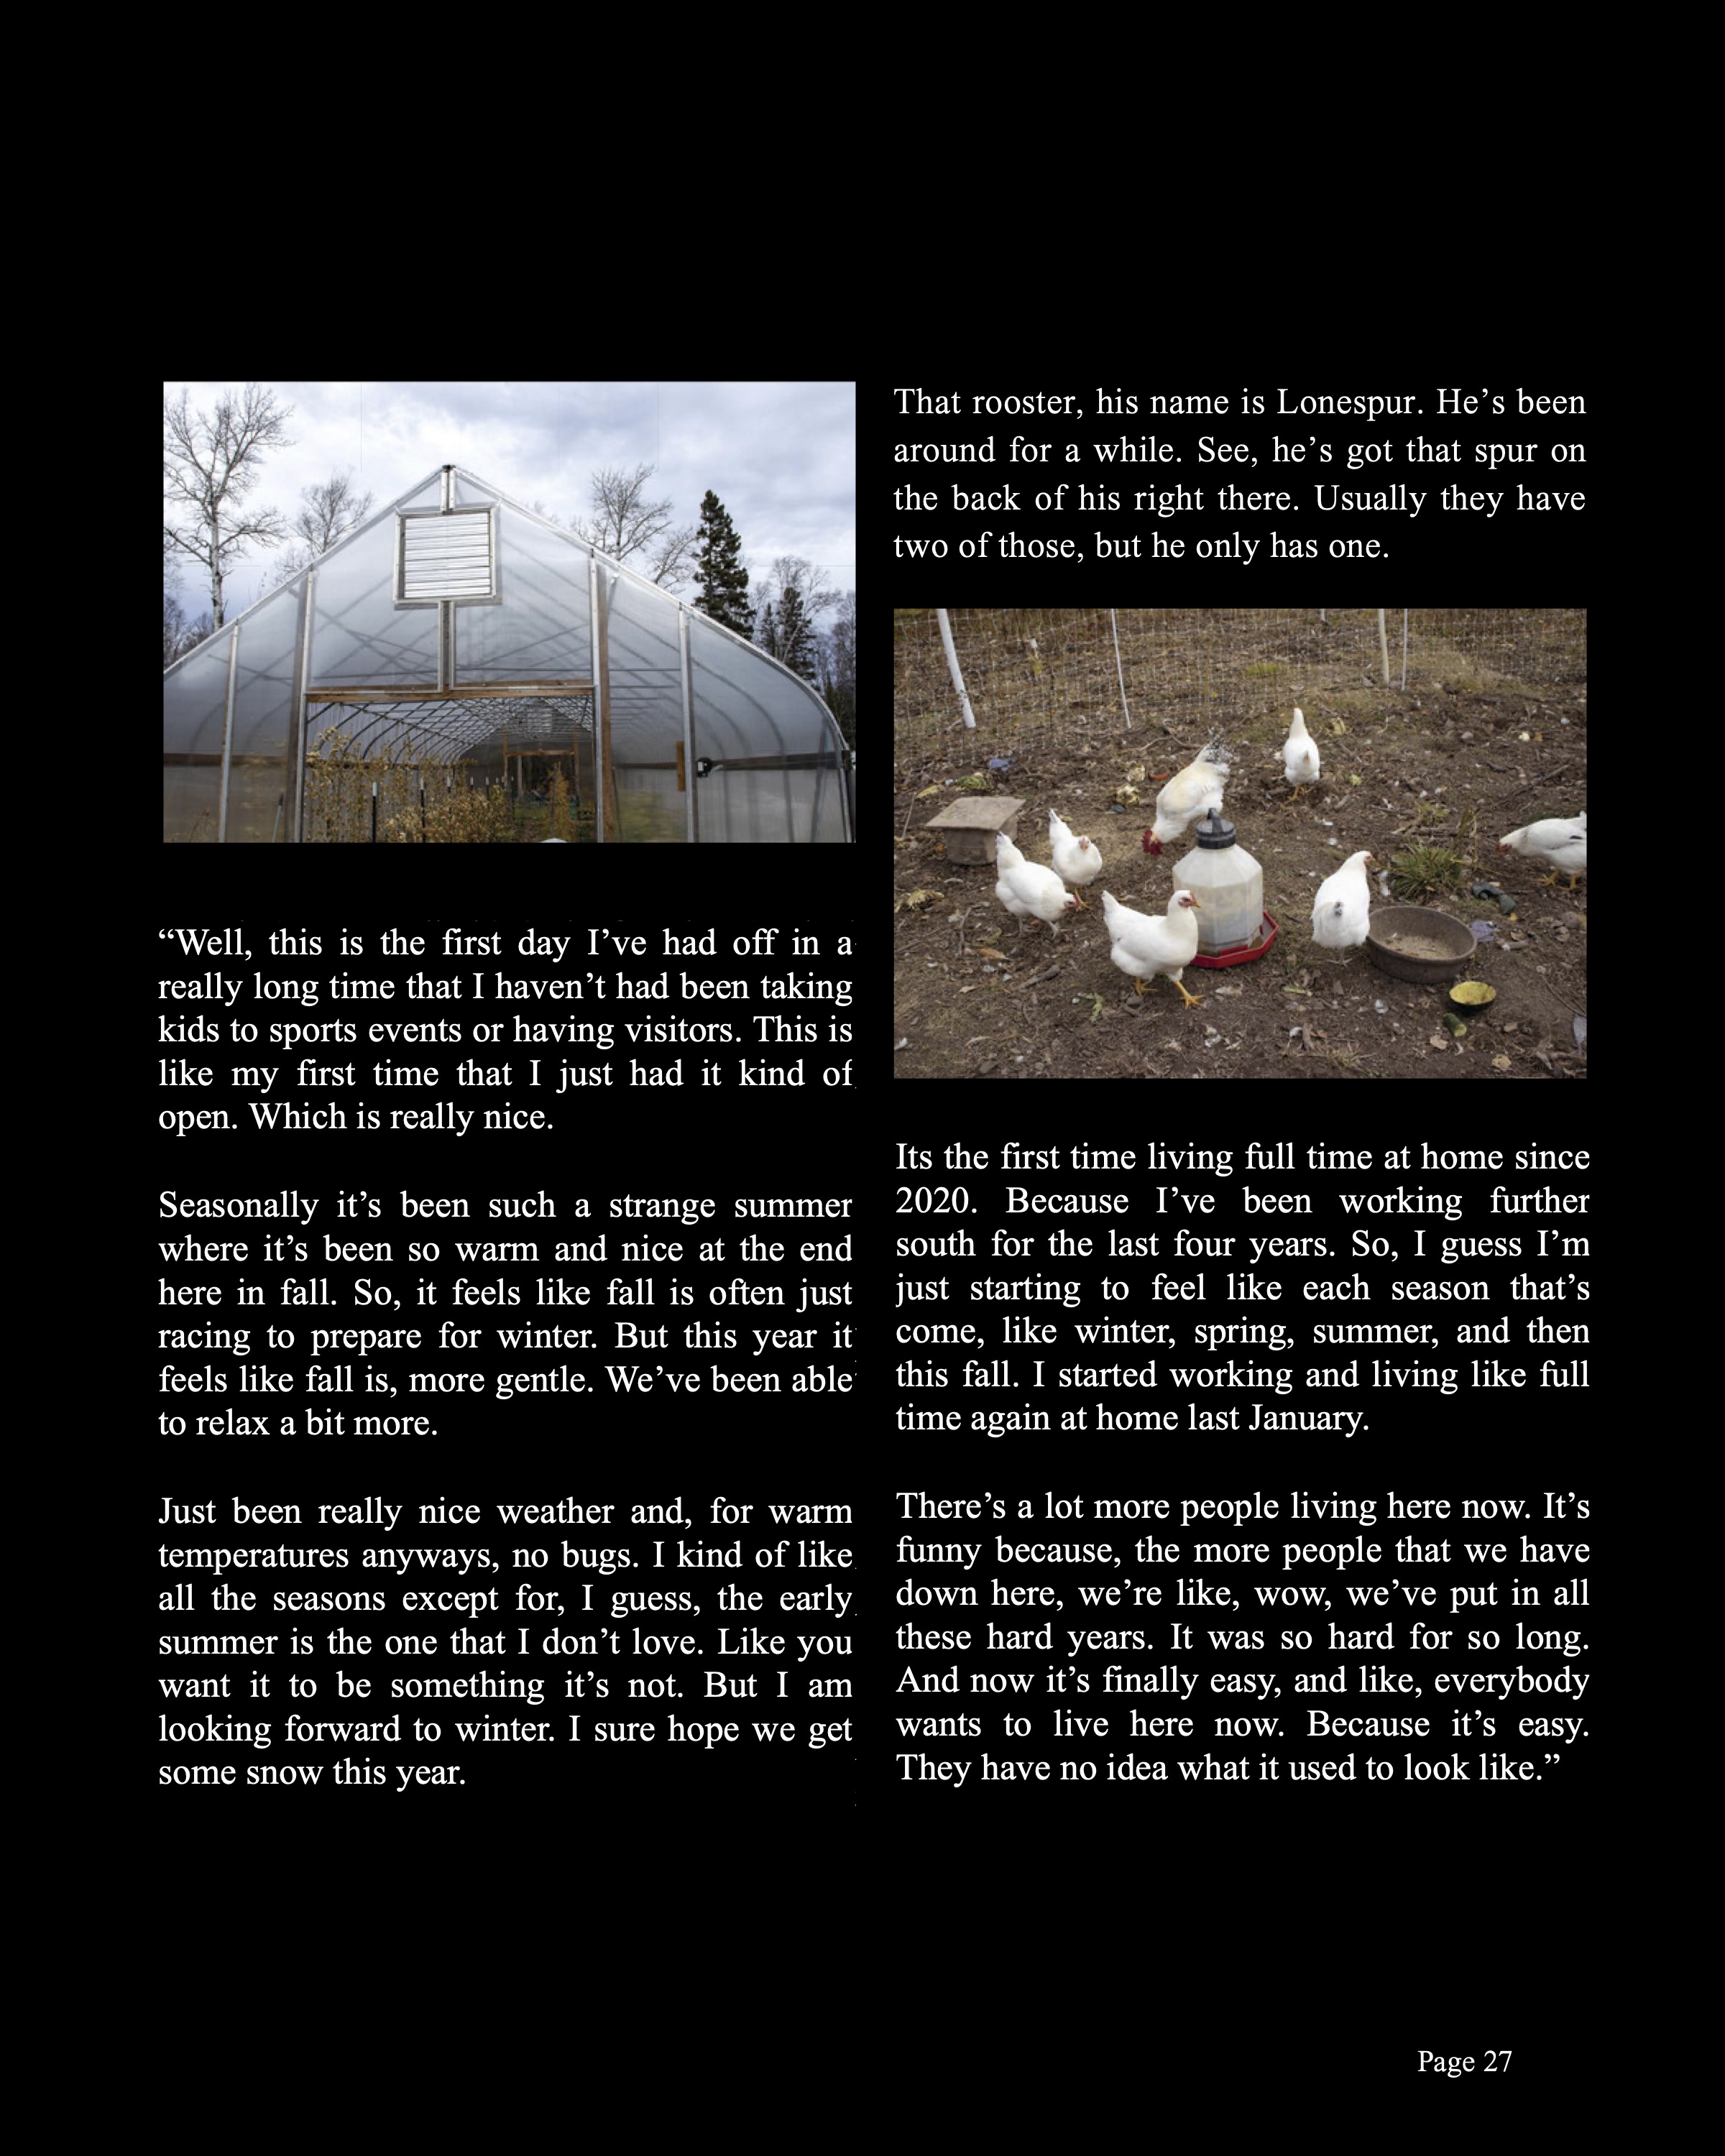 “Well, this is the first day I’ve had off in a
really long time that I haven’t had been taking
kids to sports events or having visitors. This is
like my first time that I just had it kind of
open. Which is really nice.
Seasonally it’s been such a strange summer
where it’s been so warm and nice at the end
here in fall. So, it feels like fall is often just
racing to prepare for winter. But this year it
feels like fall is, more gentle. We’ve been able
to relax a bit more.
Just been really nice weather and, for warm
temperatures anyways, no bugs. I kind of like
all the seasons except for, I guess, the early
summer is the one that I don’t love. Like you
want it to be something it’s not. But I am
looking forward to winter. I sure hope we get
some snow this year.
That rooster, his name is Lonespur. He’s been
around for a while. See, he’s got that spur on
the back of his right there. Usually they have
two of those, but he only has one.
Its the first time living full time at home since
2020. Because I’ve been working further
south for the last four years. So, I guess I’m
just starting to feel like each season that’s
come, like winter, spring, summer, and then
this fall. I started working and living like full
time again at home last January.
There’s a lot more people living here now. It’s
funny because, the more people that we have
down here, we’re like, wow, we’ve put in all
these hard years. It was so hard for so long.
And now it’s finally easy, and like, everybody
wants to live here now. Because it’s easy.
They have no idea what it used to look like.”
Page 27